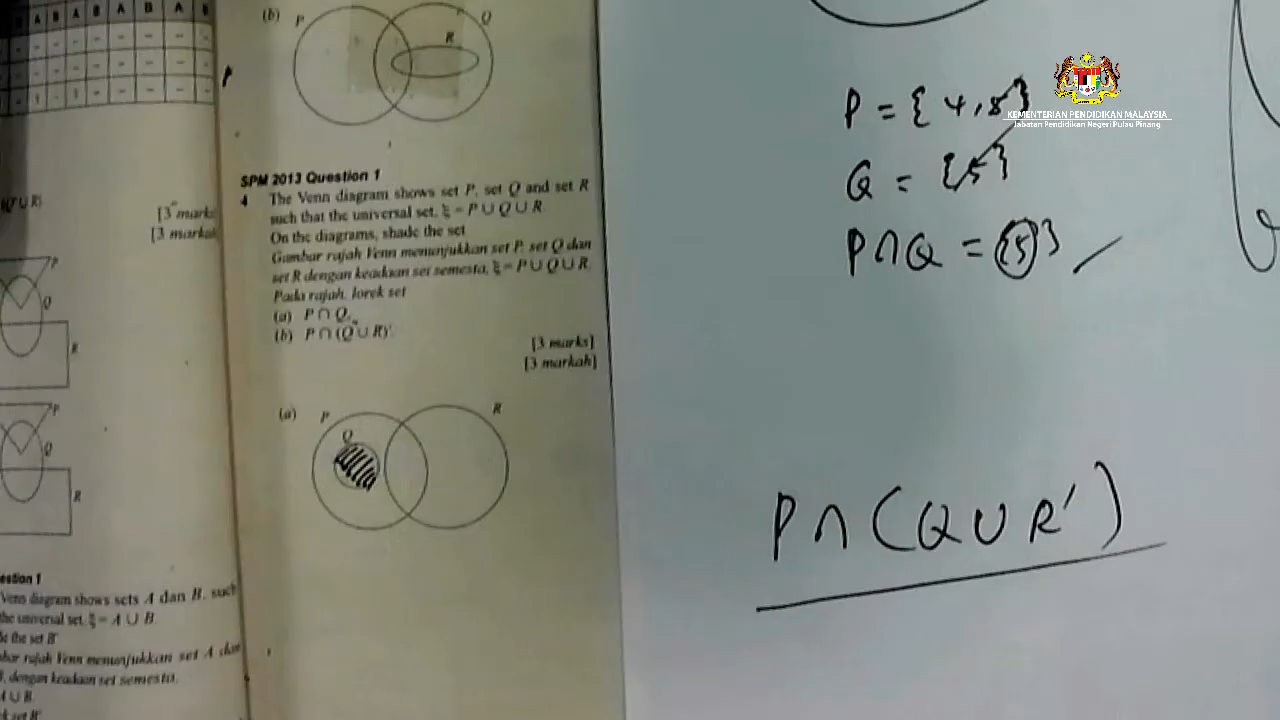 A B A B A B A B
(b) P Q
R
SPM 2013 Question 1
4 The Venn diagram shows set P, set Q and set R
such that the universal set, ξ = P ∪ Q ∪ R.
On the diagrams, shade the set
Gambar rajah Venn menunjukkan set P, set Q dan
set R dengan keadaan set semesta, ξ = P ∪ Q ∪ R.
Pada rajah, lorek set
(a) P ∩ Q,
(b) P ∩ (Q ∪ R)'.
[3 marks]
[3 markah]
(a) P R
Q
[3 marks
[3 markah
P
Q
R
P
Q
R
estion 1
Venn diagram shows sets A dan B, such
the universal set, ξ = A ∪ B.
de the set B'
mbar rajah Venn menunjukkan set A dan
B, dengan keadaan set semesta,
A ∪ B.
KEMENTERIAN PENDIDIKAN MALAYSIA
Jabatan Pendidikan Negeri Pulau Pinang
P = {4, 5}
Q = {5}
P ∩ Q = {5}
P ∩ (Q ∪ R')